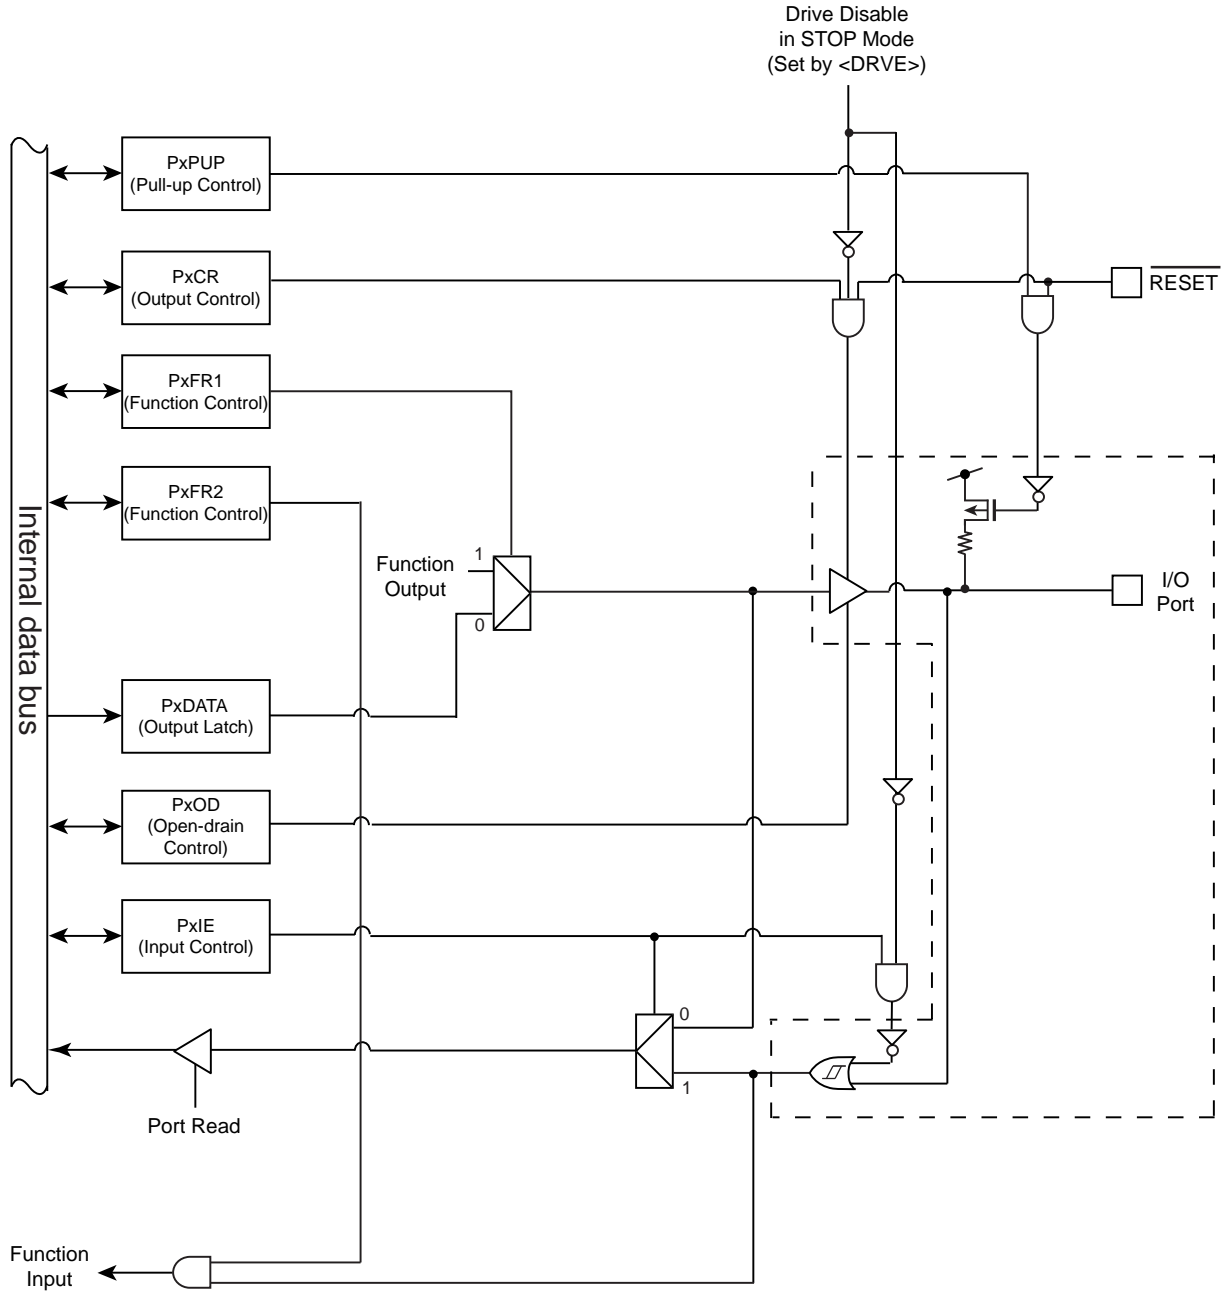 Drive Disable
in STOP Mode
(Set by <DRVE>)
PxPUP
(Pull-up Control)
PxCR
(Output Control)
RESET
PxFR1
(Function Control)
PxFR2
(Function Control)
Internal data bus
Function
Output
1
0
I/O
Port
PxDATA
(Output Latch)
PxOD
(Open-drain
Control)
PxIE
(Input Control)
0
1
Port Read
Function
Input